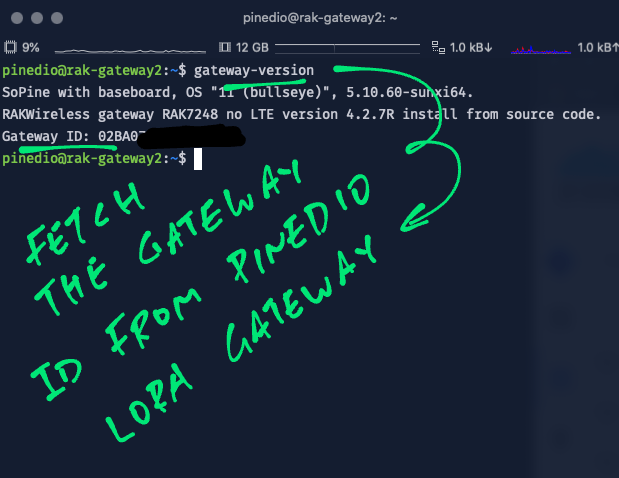 pinedio@rak-gateway2: ~
9% 12 GB 1.0 kB↓ 1.0 kB↑
pinedio@rak-gateway2:~$ gateway-version
SoPine with baseboard, OS "11 (bullseye)", 5.10.60-sunxi64.
RAKWireless gateway RAK7248 no LTE version 4.2.7R install from source code.
Gateway ID: 02BA07
pinedio@rak-gateway2:~$
FETCH
THE GATEWAY
ID FROM PINEDIO
LORA GATEWAY